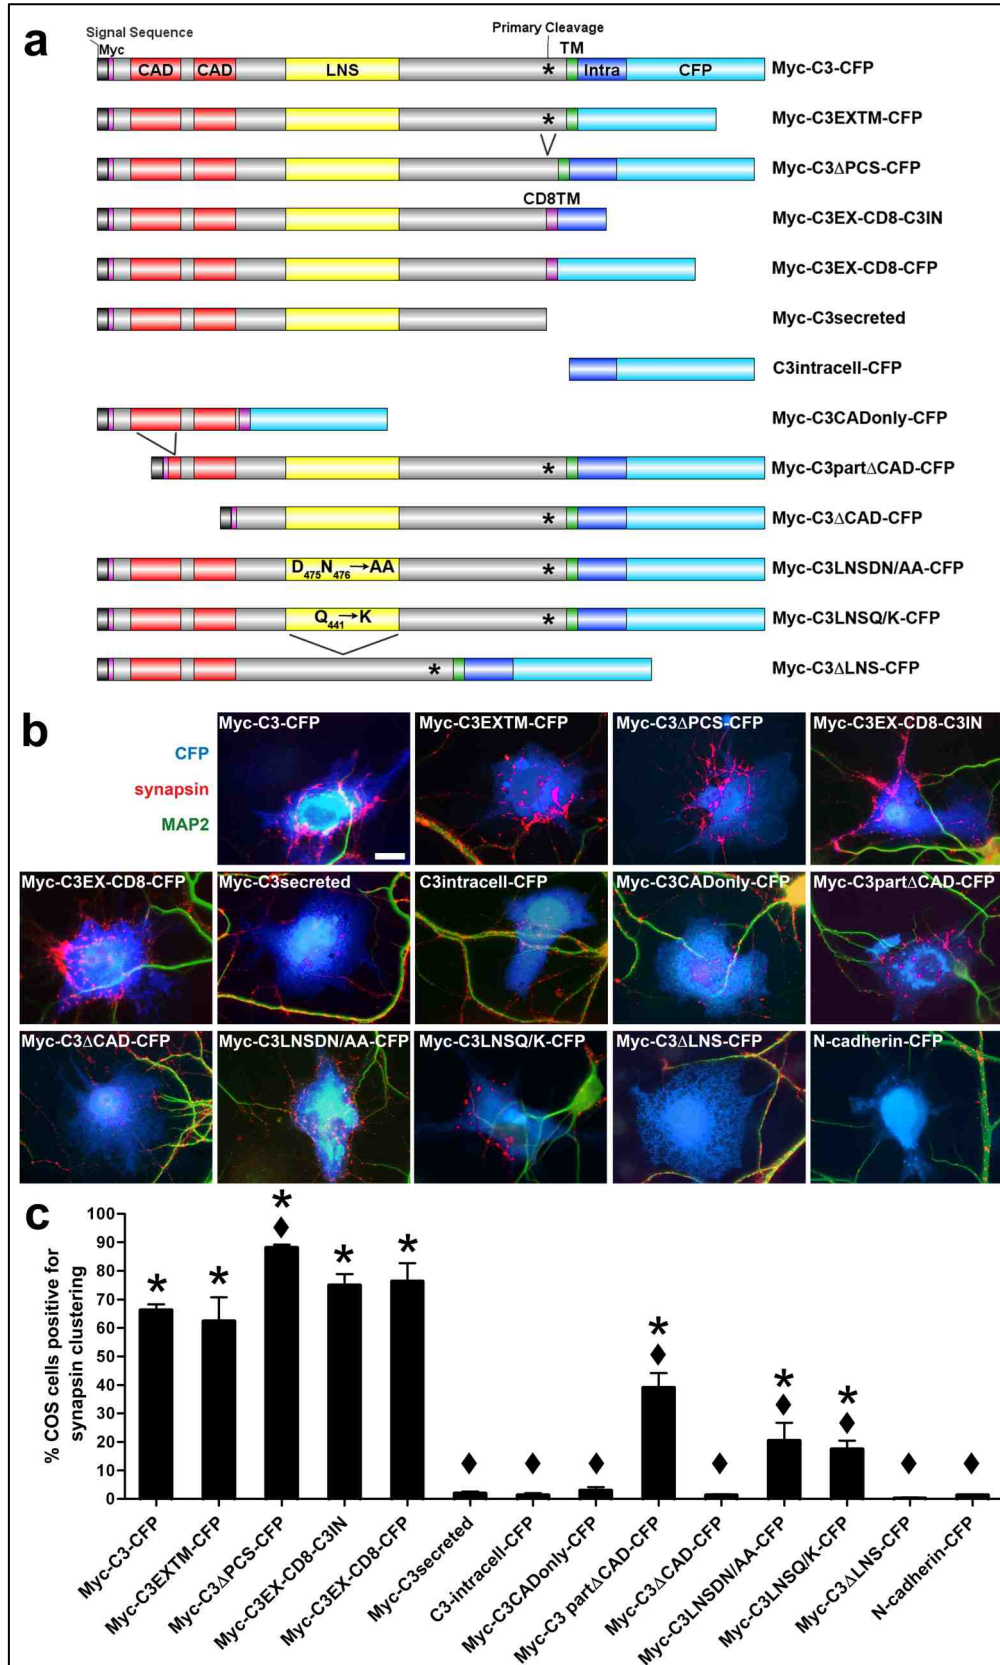 a
Signal Sequence
Myc
Primary Cleavage
TM
CAD CAD LNS * Intra CFP Myc-C3-CFP
* Myc-C3EXTM-CFP
Myc-C3ΔPCS-CFP
CD8TM
Myc-C3EX-CD8-C3IN
Myc-C3EX-CD8-CFP
Myc-C3secreted
C3intracell-CFP
Myc-C3CADonly-CFP
* Myc-C3partΔCAD-CFP
* Myc-C3ΔCAD-CFP
D475N476→AA * Myc-C3LNSDN/AA-CFP
Q441→K * Myc-C3LNSQ/K-CFP
* Myc-C3ΔLNS-CFP
b
CFP
synapsin
MAP2
Myc-C3-CFP Myc-C3EXTM-CFP Myc-C3ΔPCS-CFP Myc-C3EX-CD8-C3IN
Myc-C3EX-CD8-CFP Myc-C3secreted C3intracell-CFP Myc-C3CADonly-CFP Myc-C3partΔCAD-CFP
Myc-C3ΔCAD-CFP Myc-C3LNSDN/AA-CFP Myc-C3LNSQ/K-CFP Myc-C3ΔLNS-CFP N-cadherin-CFP
c
% COS cells positive for
synapsin clustering
100
90
80
70
60
50
40
30
20
10
0
* * *♦ * * ♦ ♦ ♦ *♦ ♦ *♦ *♦ ♦ ♦
Myc-C3-CFP
Myc-C3EXTM-CFP
Myc-C3ΔPCS-CFP
Myc-C3EX-CD8-C3IN
Myc-C3EX-CD8-CFP
Myc-C3secreted
C3-intracell-CFP
Myc-C3CADonly-CFP
Myc-C3 partΔCAD-CFP
Myc-C3ΔCAD-CFP
Myc-C3LNSDN/AA-CFP
Myc-C3LNSQ/K-CFP
Myc-C3ΔLNS-CFP
N-cadherin-CFP